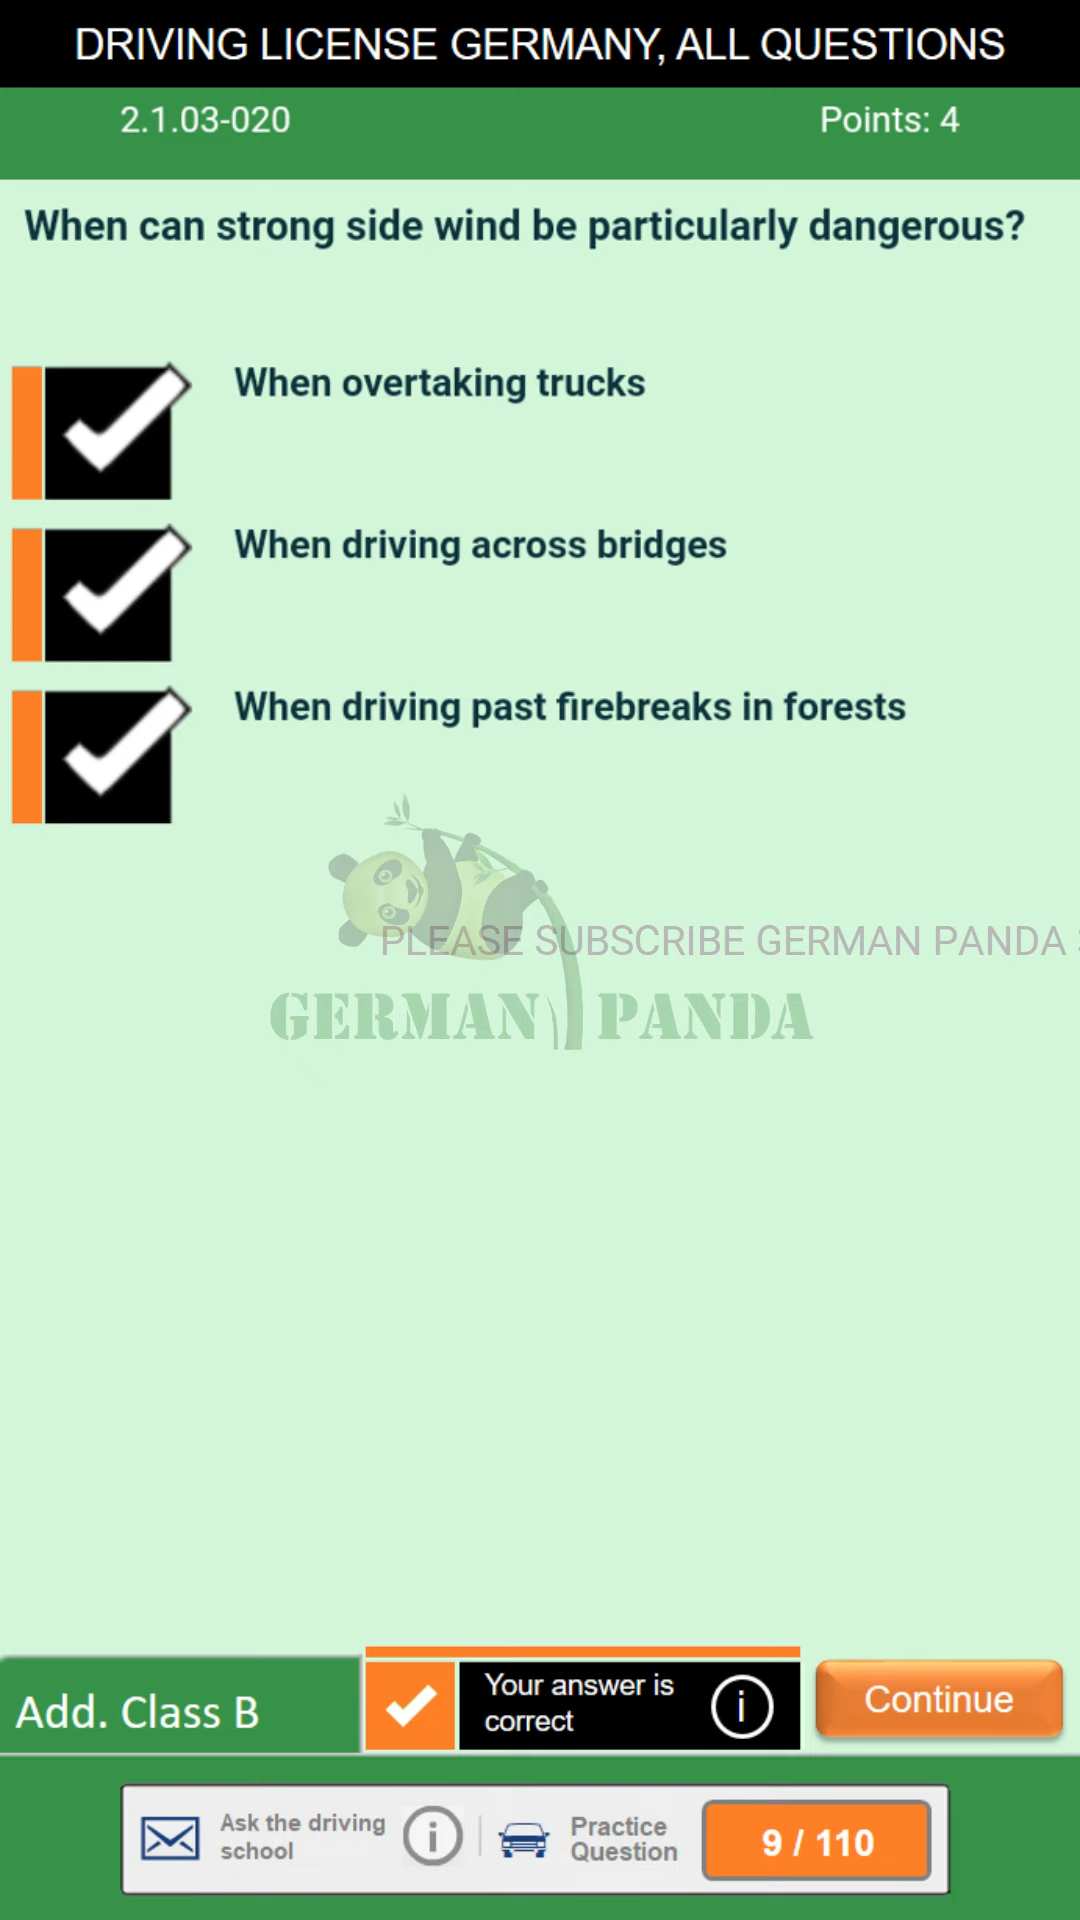 DRIVING LICENSE GERMANY, ALL QUESTIONS
2.1.03-020 Points: 4
When can strong side wind be particularly dangerous?
When overtaking trucks
When driving across bridges
When driving past firebreaks in forests
PLEASE SUBSCRIBE GERMAN PANDA
GERMAN PANDA
Add. Class B
Your answer is
correct
i
Continue
Ask the driving
school
i
Practice
Question
9 / 110